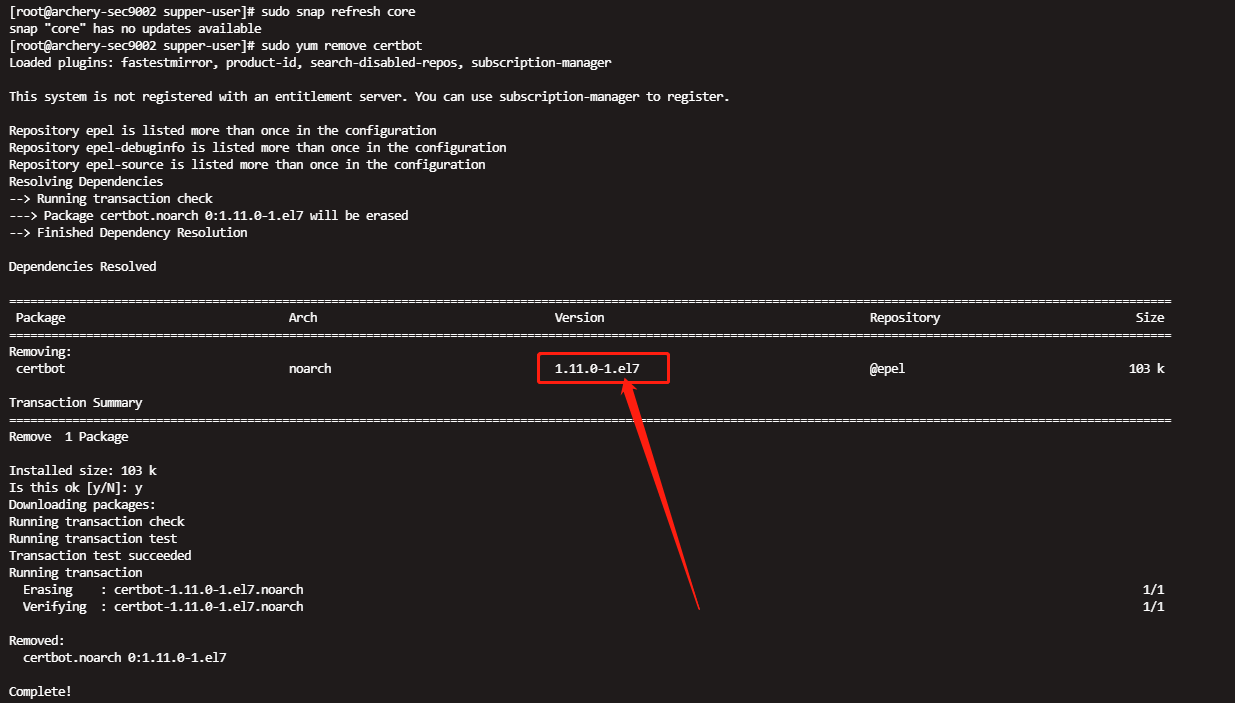 [root@archery-sec9002 supper-user]# sudo snap refresh core
snap "core" has no updates available
[root@archery-sec9002 supper-user]# sudo yum remove certbot
Loaded plugins: fastestmirror, product-id, search-disabled-repos, subscription-manager
This system is not registered with an entitlement server. You can use subscription-manager to register.
Repository epel is listed more than once in the configuration
Repository epel-debuginfo is listed more than once in the configuration
Repository epel-source is listed more than once in the configuration
Resolving Dependencies
--> Running transaction check
---> Package certbot.noarch 0:1.11.0-1.el7 will be erased
--> Finished Dependency Resolution
Dependencies Resolved
Package Arch Version Repository Size
Removing:
certbot noarch 1.11.0-1.el7 @epel 103 k
Transaction Summary
Remove  1 Package
Installed size: 103 k
Is this ok [y/N]: y
Downloading packages:
Running transaction check
Running transaction test
Transaction test succeeded
Running transaction
Erasing    : certbot-1.11.0-1.el7.noarch 1/1
Verifying  : certbot-1.11.0-1.el7.noarch 1/1
Removed:
certbot.noarch 0:1.11.0-1.el7
Complete!